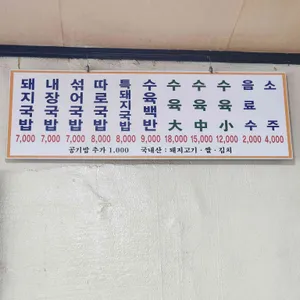 돼지국밥 내장국밥 섞어국밥 따로국밥 특돼지국밥 수육백반 수육大 수육中 수육小 음료수 소주
7,000 7,000 7,000 8,000 8,000 9,000 18,000 15,000 12,000 2,000 4,000
공기밥 추가 1,000 국내산 : 돼지고기 · 쌀 · 김치